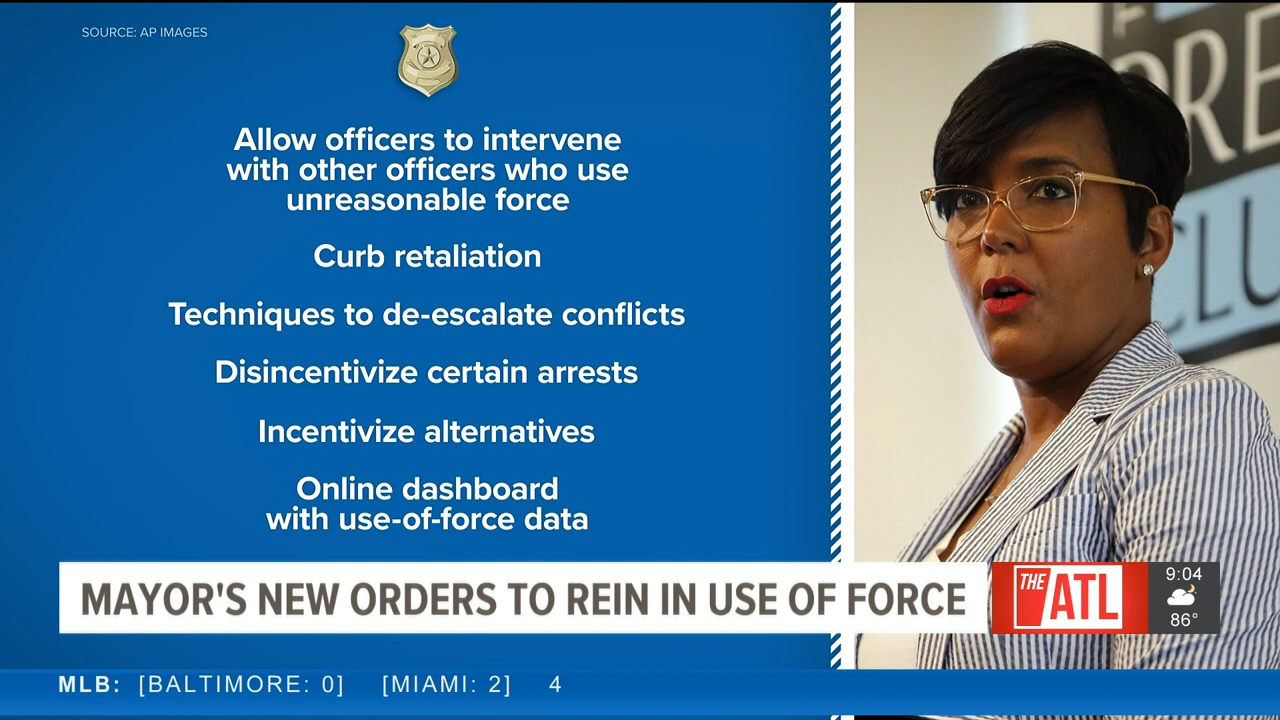 SOURCE: AP IMAGES
Allow officers to intervene
with other officers who use
unreasonable force
Curb retaliation
Techniques to de-escalate conflicts
Disincentivize certain arrests
Incentivize alternatives
Online dashboard
with use-of-force data
MAYOR'S NEW ORDERS TO REIN IN USE OF FORCE
THE ATL
9:04
86°
MLB: [BALTIMORE: 0] [MIAMI: 2] 4